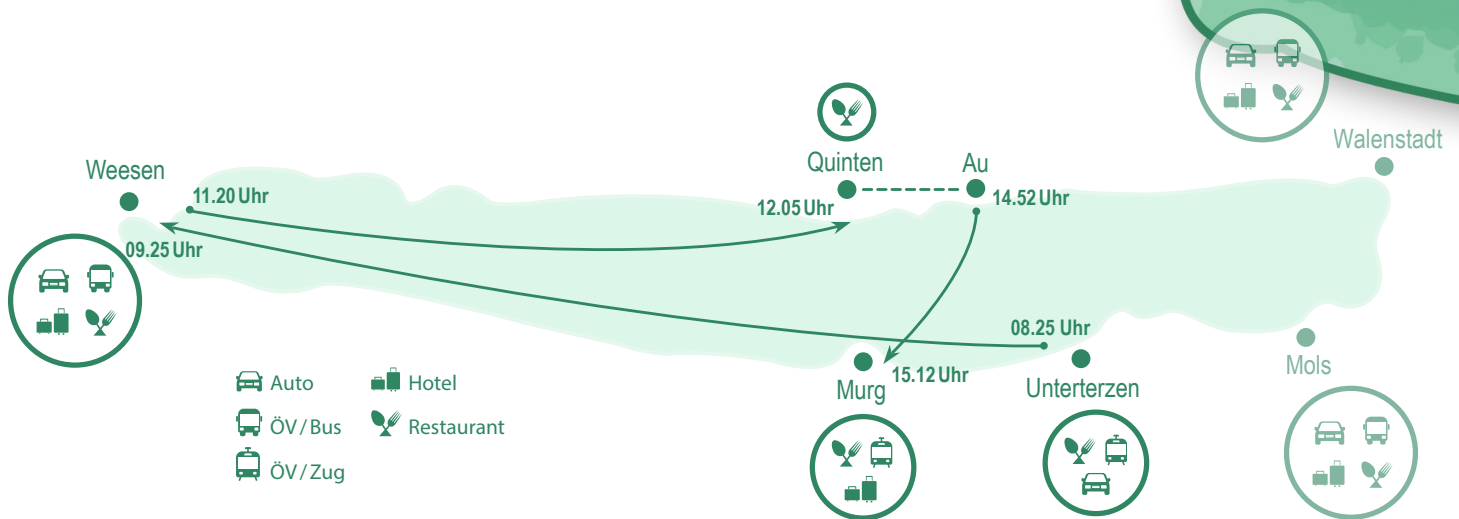 Walenstadt
Quinten
Au
Weesen
11.20 Uhr
12.05 Uhr
14.52 Uhr
09.25 Uhr
08.25 Uhr
Mols
15.12 Uhr
Murg
Unterterzen
Auto
Hotel
ÖV / Bus
Restaurant
ÖV / Zug